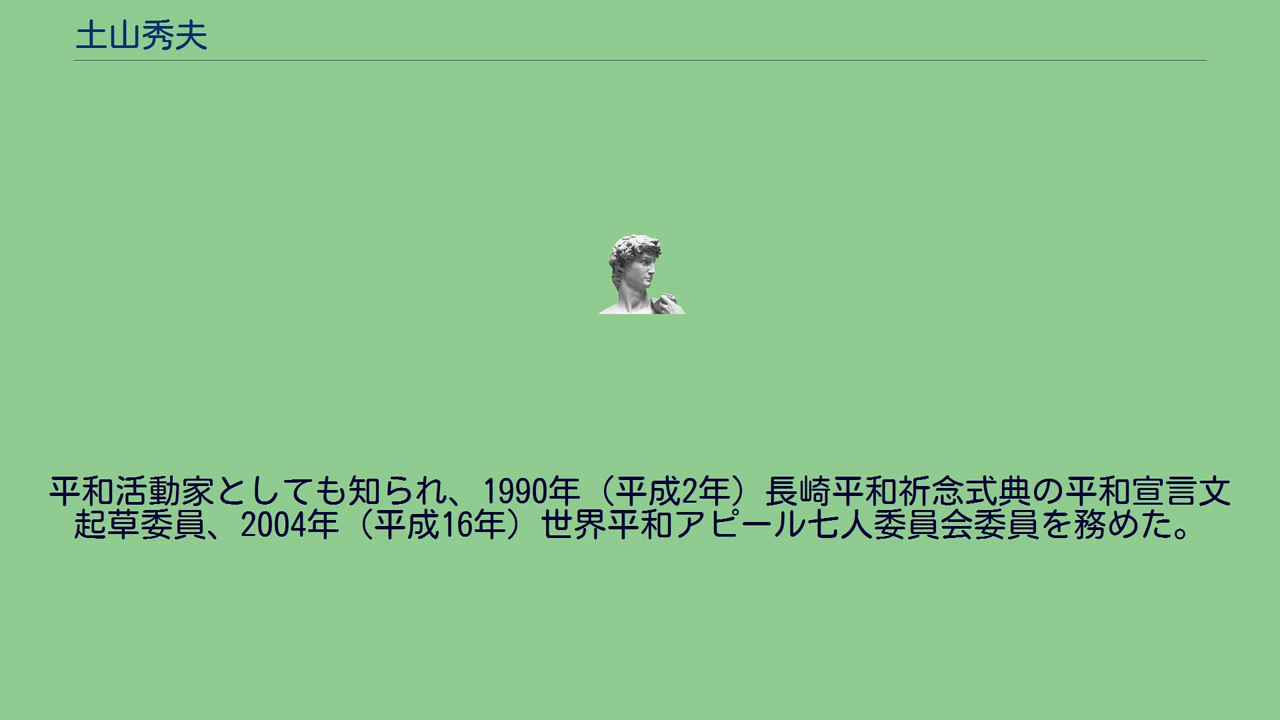 土山秀夫
平和活動家としても知られ、1990年（平成2年）長崎平和祈念式典の平和宣言文
起草委員、2004年（平成16年）世界平和アピール七人委員会委員を務めた。